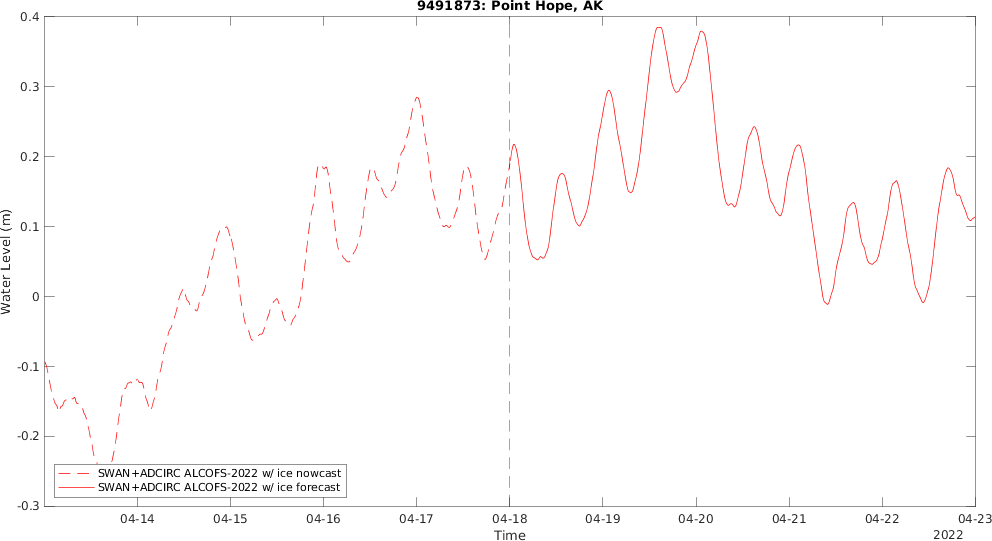 9491873: Point Hope, AK
0.4
0.3
0.2
0.1
0
-0.1
-0.2
-0.3
Water Level (m)
SWAN+ADCIRC ALCOFS-2022 w/ ice nowcast
SWAN+ADCIRC ALCOFS-2022 w/ ice forecast
04-14 04-15 04-16 04-17 04-18 04-19 04-20 04-21 04-22 04-23
Time
2022